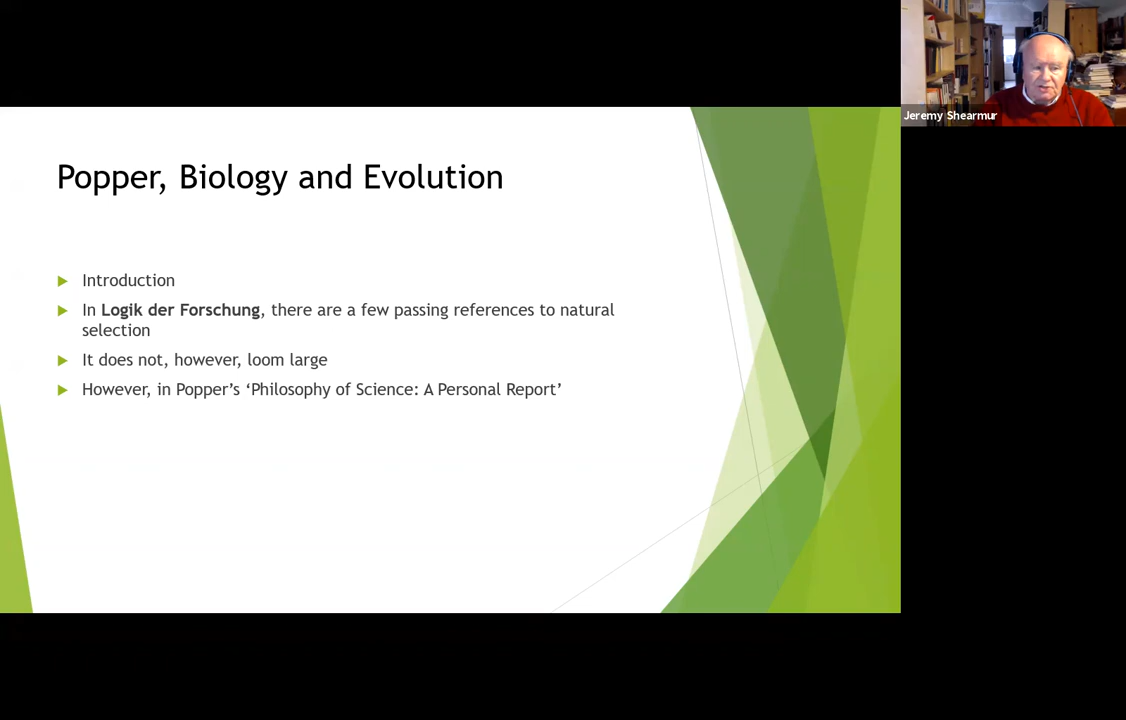 Jeremy Shearmur
Popper, Biology and Evolution
Introduction
In Logik der Forschung, there are a few passing references to natural
selection
It does not, however, loom large
However, in Popper’s ‘Philosophy of Science: A Personal Report’